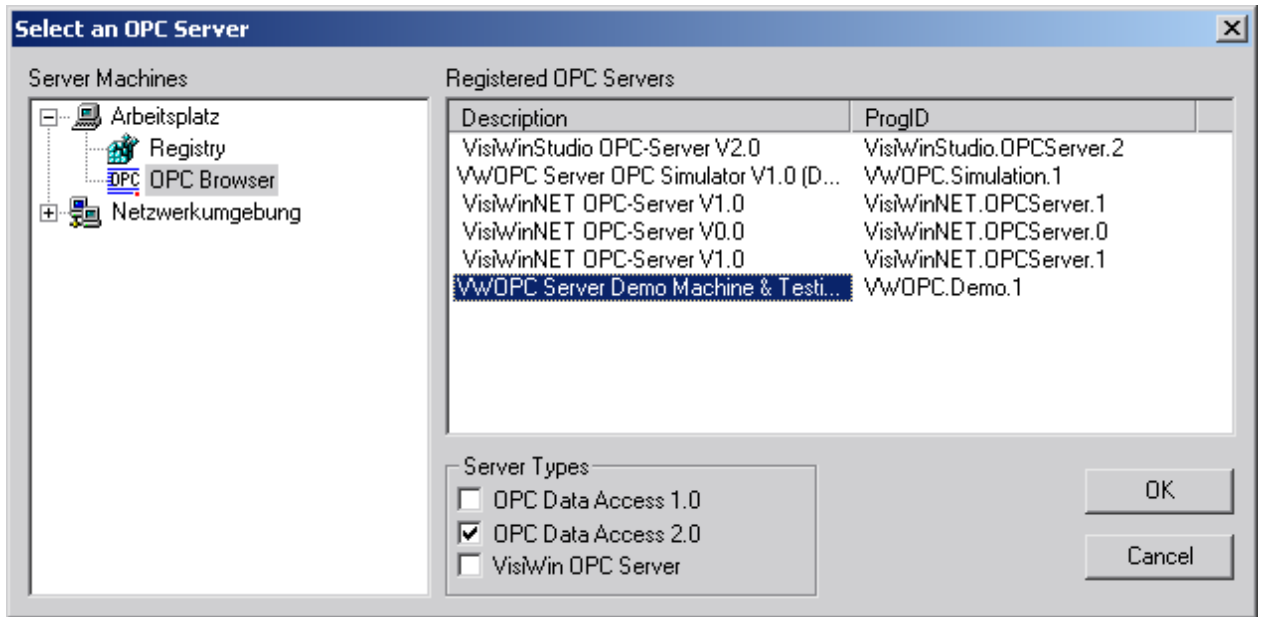 Select an OPC Server
Server Machines
Arbeitsplatz
Registry
OPC OPC Browser
Netzwerkumgebung
Registered OPC Servers
Description ProgID
VisiWinStudio OPC-Server V2.0 VisiWinStudio.OPCServer.2
VWOPC Server OPC Simulator V1.0 (D... VWOPC.Simulation.1
VisiWinNET OPC-Server V1.0 VisiWinNET.OPCServer.1
VisiWinNET OPC-Server V0.0 VisiWinNET.OPCServer.0
VisiWinNET OPC-Server V1.0 VisiWinNET.OPCServer.1
VWOPC Server Demo Machine & Testi... VWOPC.Demo.1
Server Types
OPC Data Access 1.0
OPC Data Access 2.0
VisiWin OPC Server
OK
Cancel